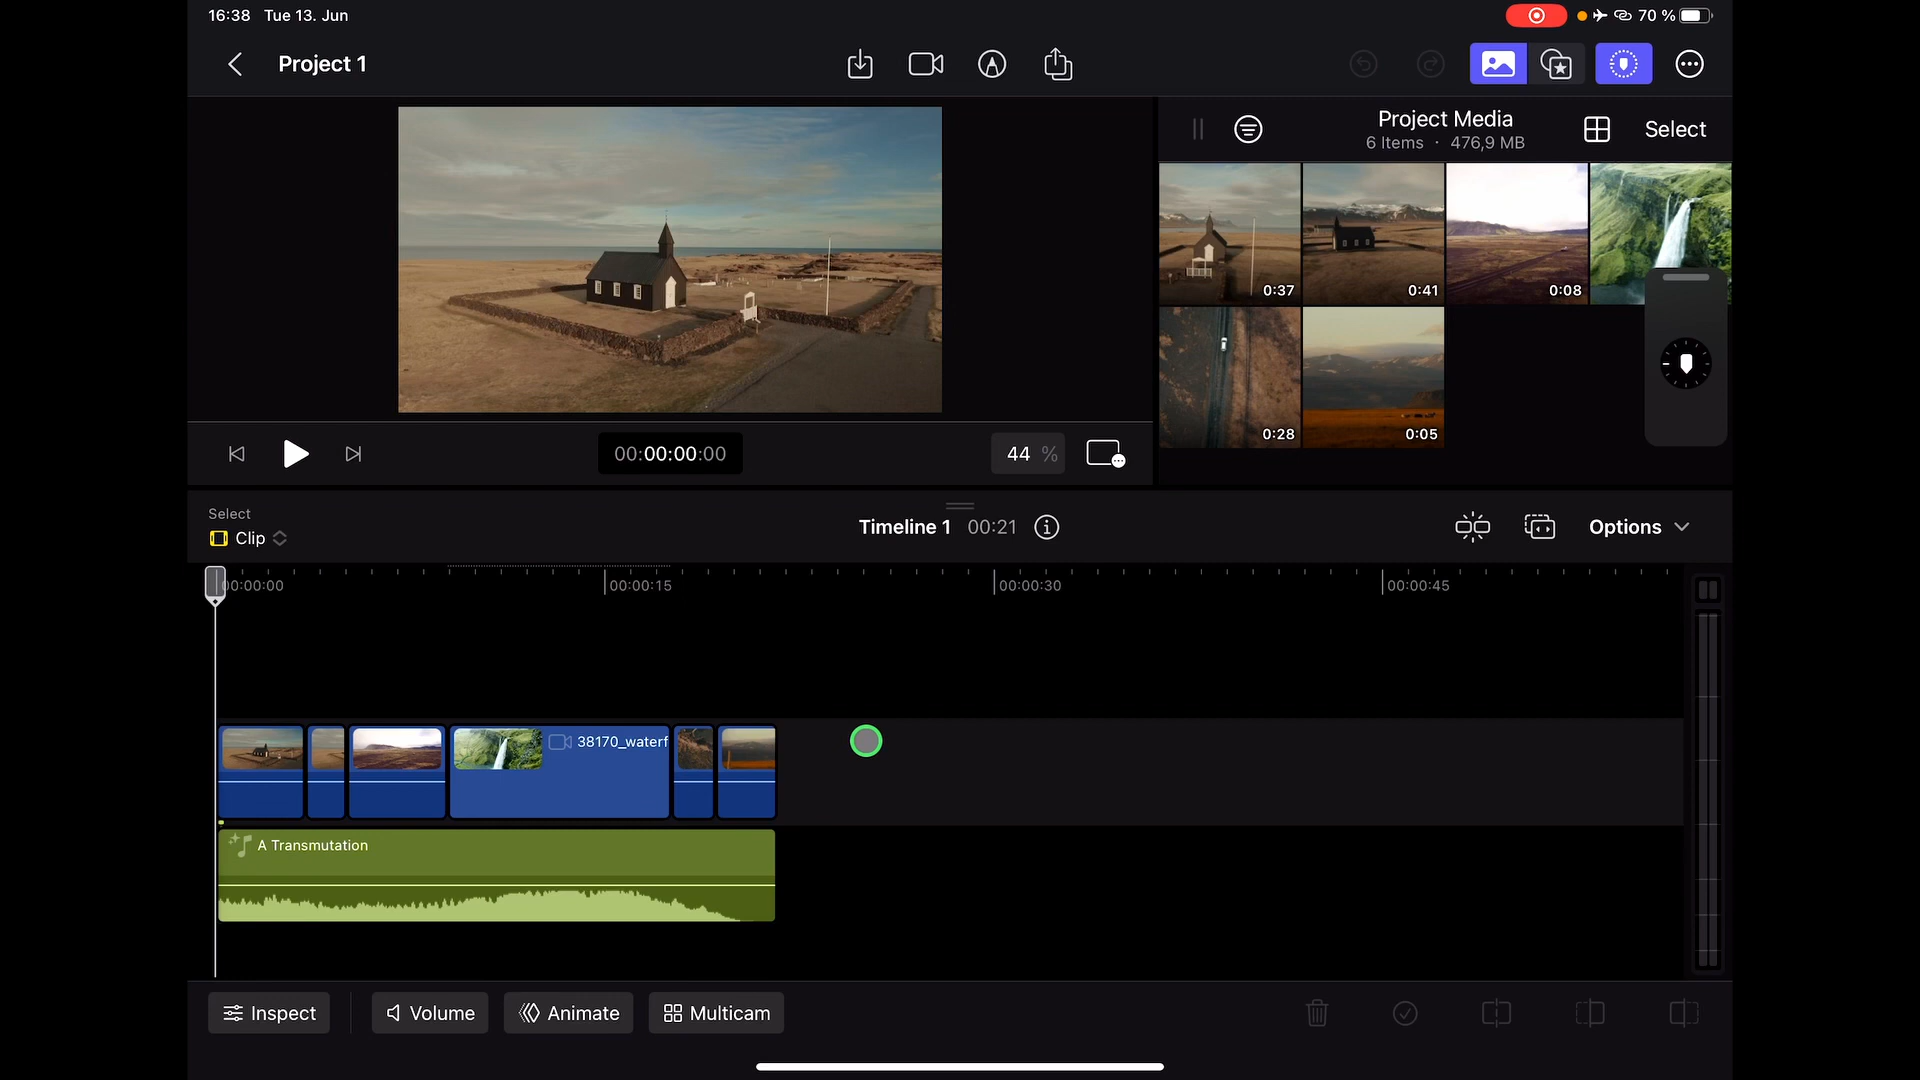 16:38 Tue 13. Jun
70 %
Project 1
Project Media
6 Items · 476,9 MB
Select
0:37
0:41
0:08
0:28
0:05
00:00:00:00
44 %
Select
Clip
Timeline 1 00:21
Options
00:00:00
00:00:15
00:00:30
00:00:45
38170_waterf
A Transmutation
Inspect
Volume
Animate
Multicam